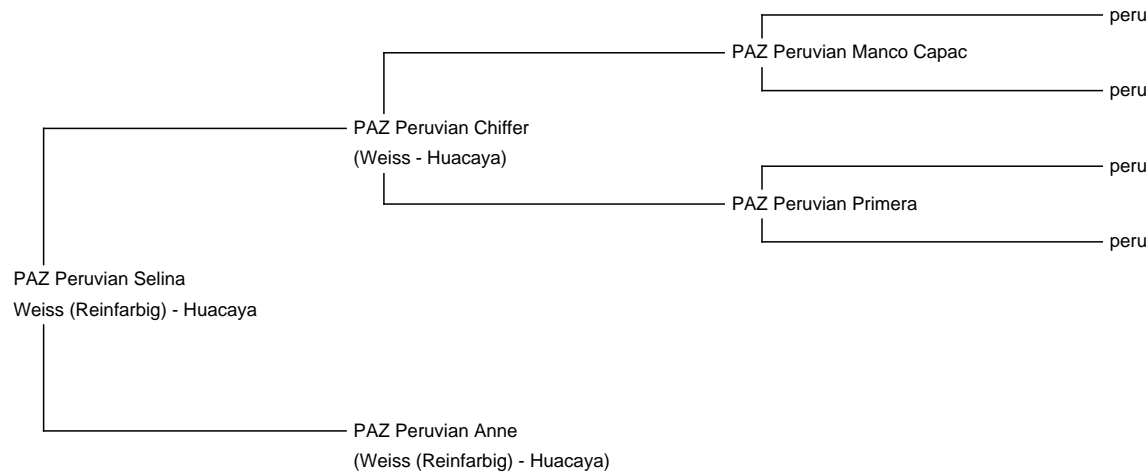 peru
PAZ Peruvian Manco Capac
peru
PAZ Peruvian Chiffer
(Weiss - Huacaya)
peru
PAZ Peruvian Primera
peru
PAZ Peruvian Selina
Weiss (Reinfarbig) - Huacaya
PAZ Peruvian Anne
(Weiss (Reinfarbig) - Huacaya)